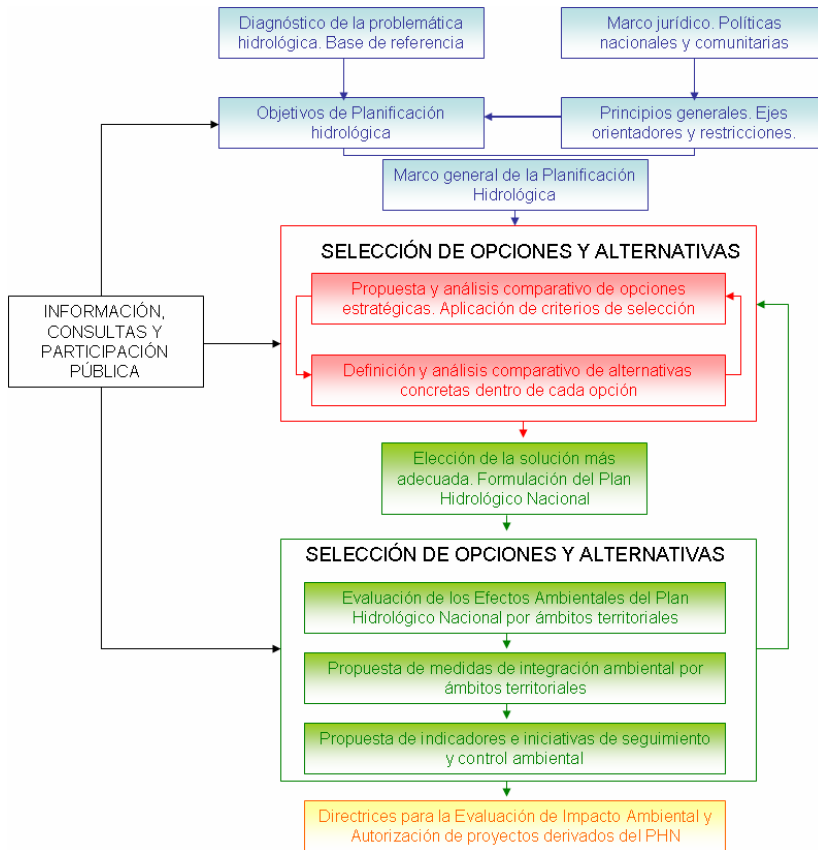 Diagnóstico de la problemática
hidrológica. Base de referencia
Marco jurídico. Políticas
nacionales y comunitarias
Objetivos de Planificación
hidrológica
Principios generales. Ejes
orientadores y restricciones.
Marco general de la Planificación
Hidrológica
SELECCIÓN DE OPCIONES Y ALTERNATIVAS
Propuesta y análisis comparativo de opciones
estratégicas. Aplicación de criterios de selección
INFORMACIÓN,
CONSULTAS Y
PARTICIPACIÓN
PÚBLICA
Definición y análisis comparativo de alternativas
concretas dentro de cada opción
Elección de la solución más
adecuada. Formulación del Plan
Hidrológico Nacional
SELECCIÓN DE OPCIONES Y ALTERNATIVAS
Evaluación de los Efectos Ambientales del Plan
Hidrológico Nacional por ámbitos territoriales
Propuesta de medidas de integración ambiental por
ámbitos territoriales
Propuesta de indicadores e iniciativas de seguimiento
y control ambiental
Directrices para la Evaluación de Impacto Ambiental y
Autorización de proyectos derivados del PHN